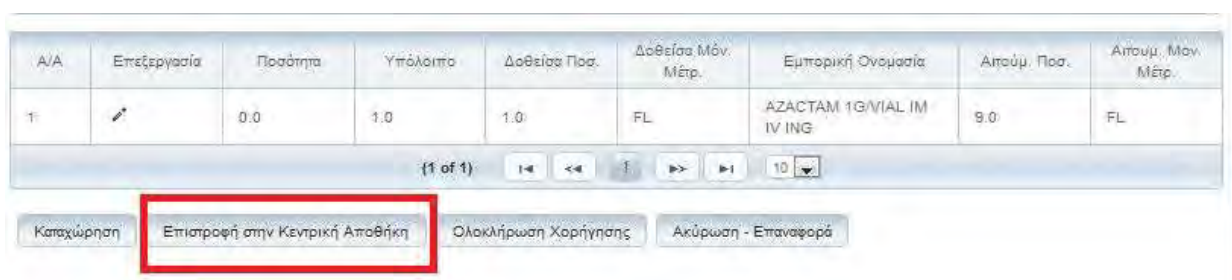 Α/Α Επεξεργασία Ποσότητα Υπόλοιπο Δοθείσα Ποσ. Δοθείσα Μόν. Μέτρ. Εμπορική Ονομασία Αιτούμ. Ποσ. Αιτουμ. Μον. Μέτρ.
1 0.0 1.0 1.0 FL AZACTAM 1G/VIAL IM IV ING 9.0 FL
(1 of 1) 1 10
Καταχώρηση Επιστροφή στην Κεντρική Αποθήκη Ολοκλήρωση Χορήγησης Ακύρωση - Επαναφορά